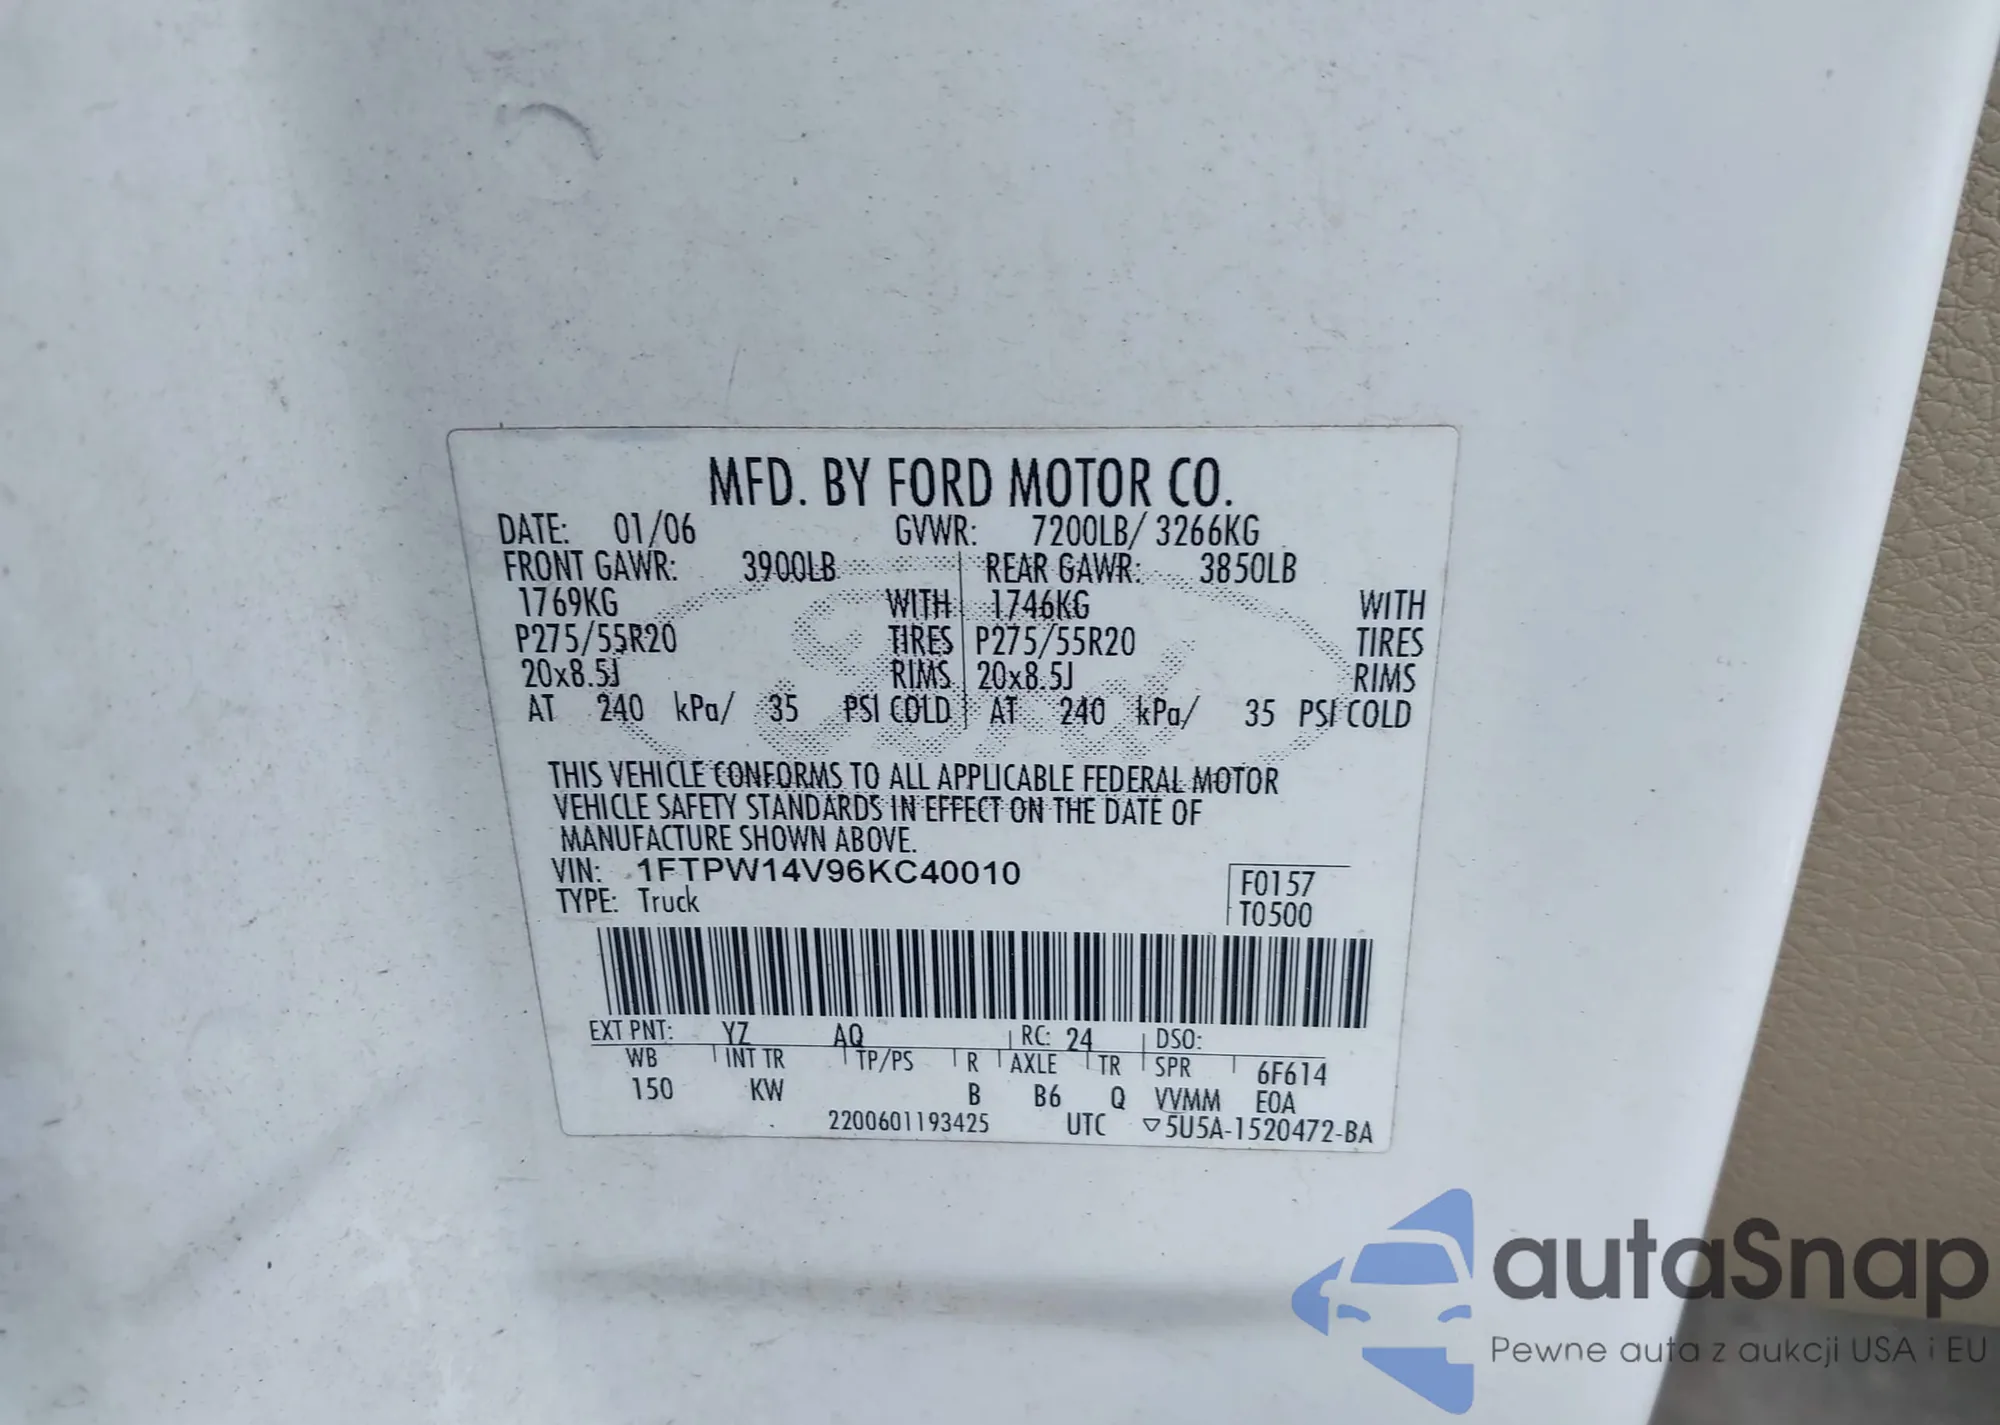 MFD. BY FORD MOTOR CO.
DATE: 01/06 GVWR: 7200LB/ 3266KG
FRONT GAWR: 3900LB REAR GAWR: 3850LB
1769KG WITH 1746KG WITH
P275/55R20 TIRES P275/55R20 TIRES
20x8.5J RIMS 20x8.5J RIMS
AT 240 kPa/ 35 PSI COLD AT 240 kPa/ 35 PSI COLD
THIS VEHICLE CONFORMS TO ALL APPLICABLE FEDERAL MOTOR
VEHICLE SAFETY STANDARDS IN EFFECT ON THE DATE OF
MANUFACTURE SHOWN ABOVE.
VIN: 1FTPW14V96KC40010
TYPE: Truck
F0157
T0500
EXT PNT: YZ AQ RC: 24 DSO:
WB INT TR TP/PS R AXLE TR SPR 6F614
150 KW B B6 Q VVMM E0A
2200601193425 UTC ▽5U5A-1520472-BA
autaSnap
Pewne auta z aukcji USA i EU